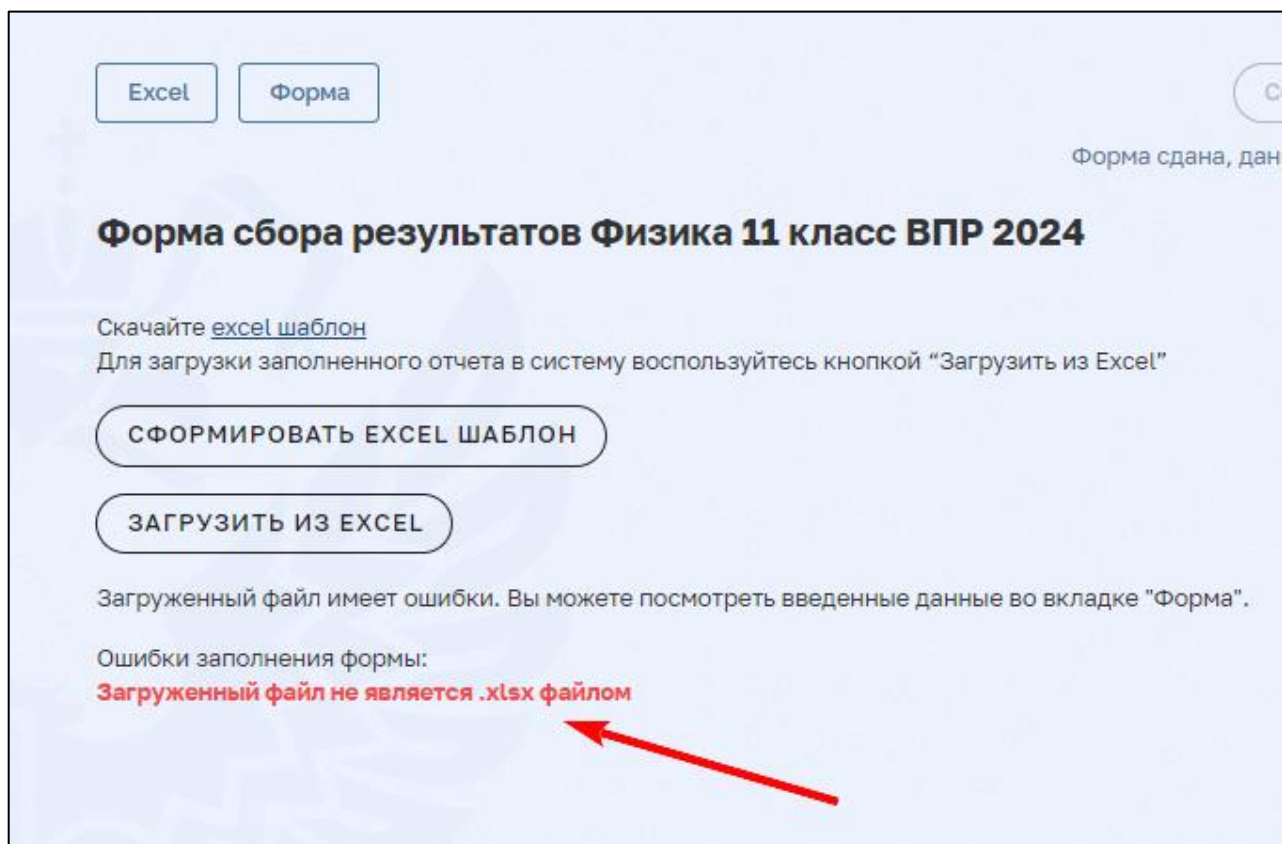 Excel Форма
Форма сдана,
Форма сбора результатов Физика 11 класс ВПР 2024
Скачайте excel шаблон
Для загрузки заполненного отчета в систему воспользуйтесь кнопкой “Загрузить из Excel”
СФОРМИРОВАТЬ EXCEL ШАБЛОН
ЗАГРУЗИТЬ ИЗ EXCEL
Загруженный файл имеет ошибки. Вы можете посмотреть введенные данные во вкладке "Форма".
Ошибки заполнения формы:
Загруженный файл не является .xlsx файлом